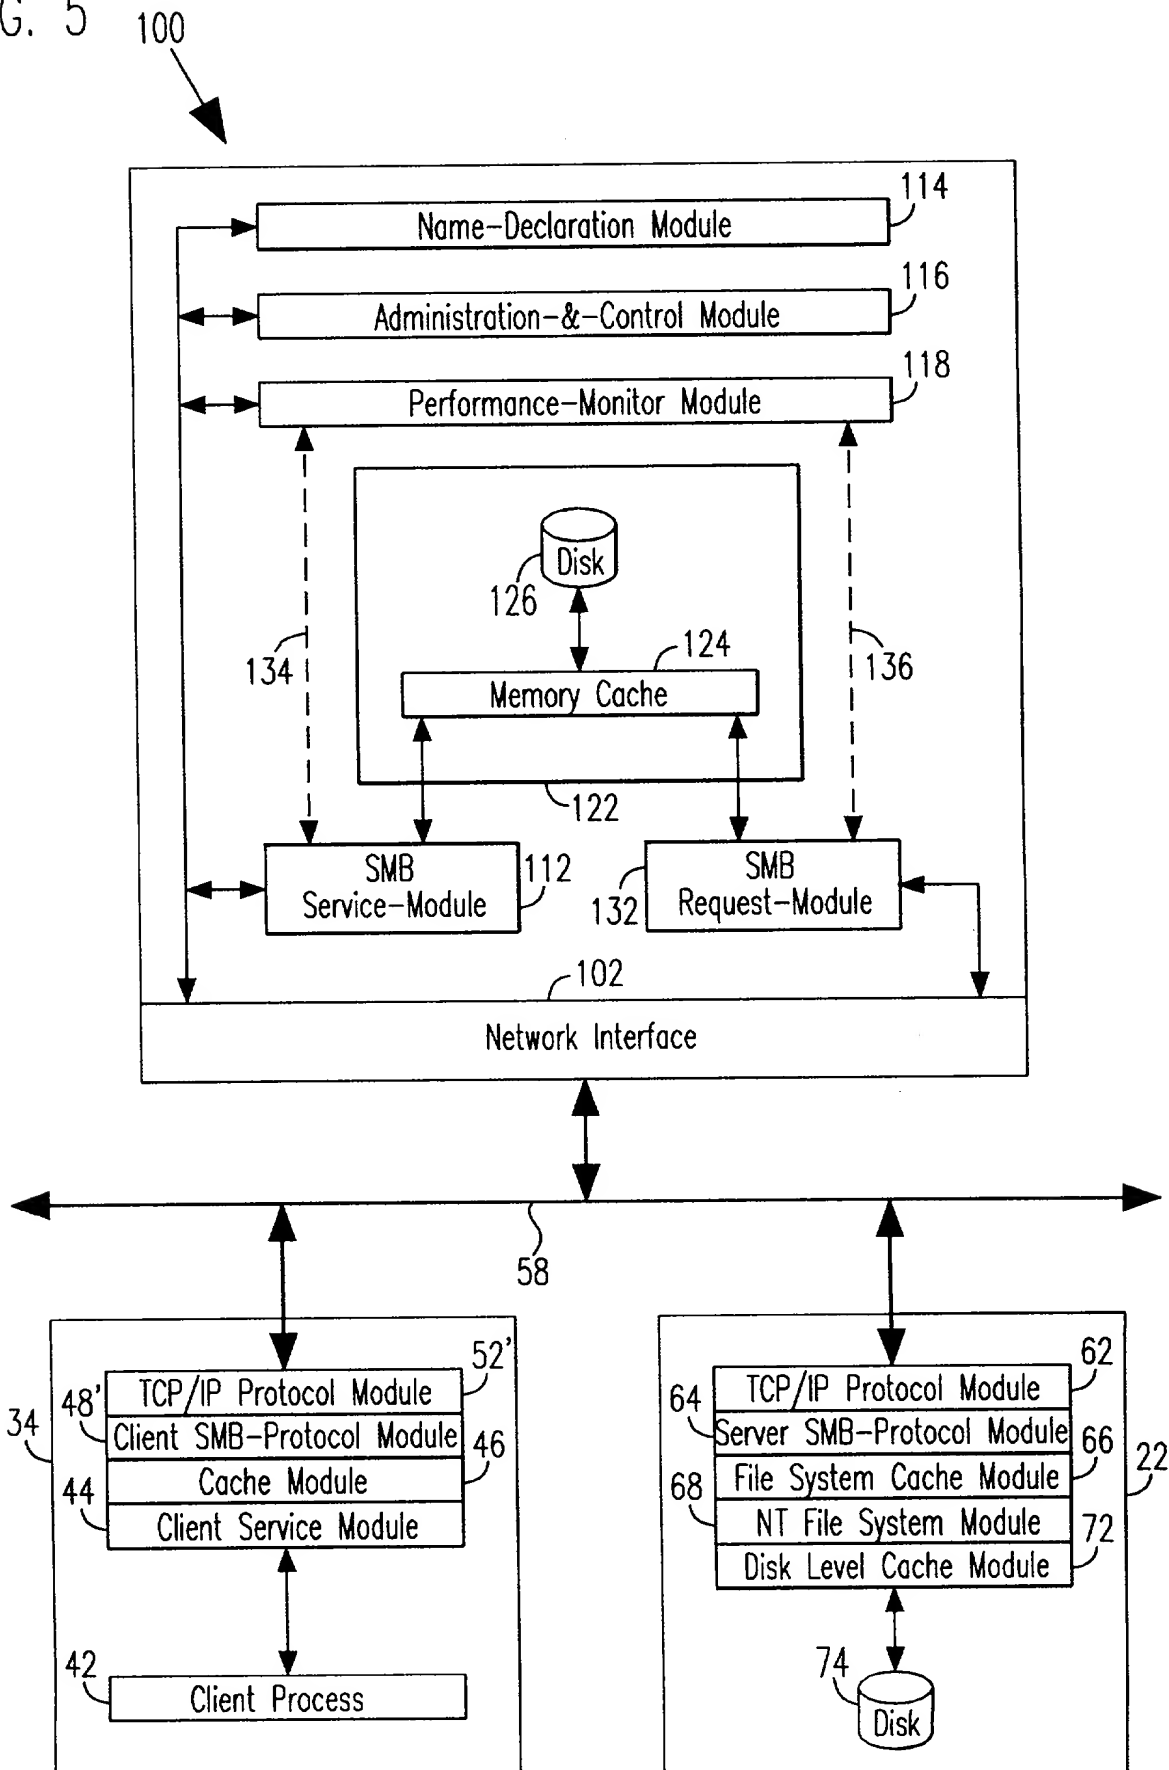 G. 5
100
114
Name-Declaration Module
116
Administration-&-Control Module
118
Performance-Monitor Module
Disk
126
124
134
136
Memory Cache
122
SMB
Service-Module
112
SMB
Request-Module
132
102
Network Interface
58
52'
TCP/IP Protocol Module
48'
Client SMB-Protocol Module
34
46
Cache Module
44
Client Service Module
42
Client Process
62
TCP/IP Protocol Module
64
Server SMB-Protocol Module
66
22
File System Cache Module
68
NT File System Module
72
Disk Level Cache Module
74
Disk